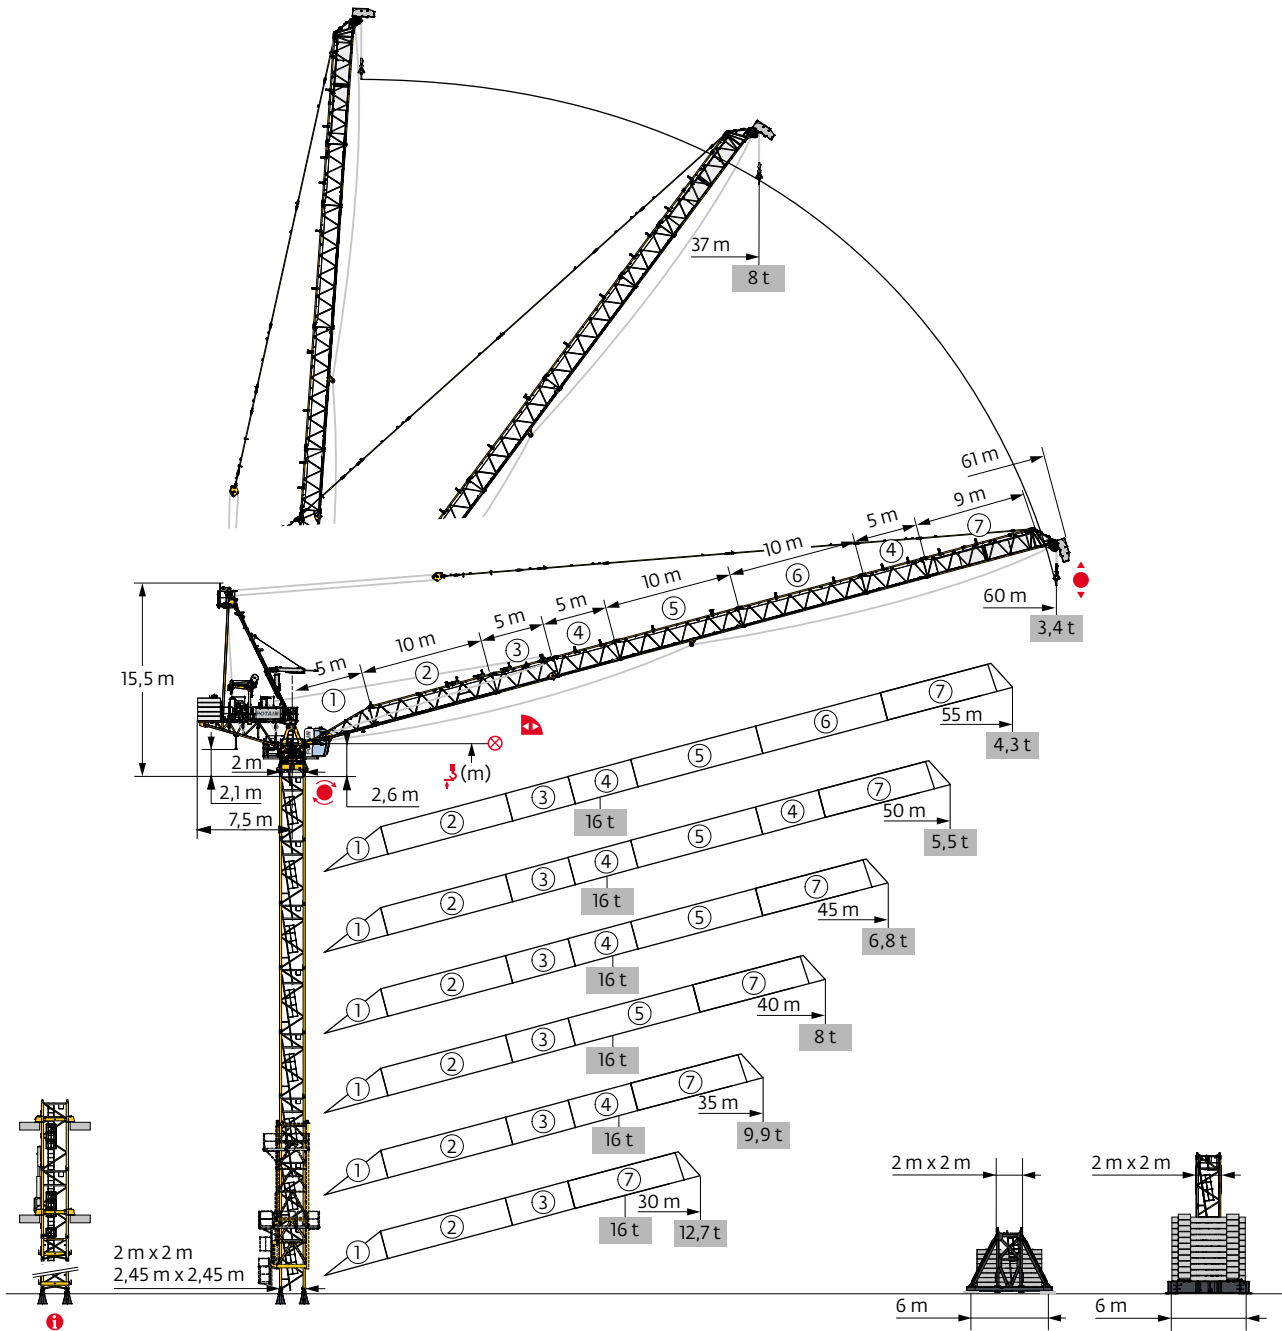 37 m
8 t
61 m
9 m
5 m
⑦
10 m
④
⑥
10 m
60 m
3,4 t
5 m
⑤
5 m
④
10 m
③
5 m
②
①
15,5 m
POTAIN
2 m
(m)
2,1 m
2,6 m
7,5 m
① ② ③ ④ ⑤ ⑥ ⑦
55 m
4,3 t
16 t
① ② ③ ④ ⑤ ④ ⑦
50 m
5,5 t
16 t
① ② ③ ④ ⑤ ⑦
45 m
6,8 t
16 t
① ② ③ ⑤ ⑦
40 m
8 t
16 t
① ② ③ ④ ⑦
35 m
9,9 t
16 t
① ② ③ ⑦
30 m
12,7 t
16 t
2 m x 2 m
2,45 m x 2,45 m
i
2 m x 2 m
6 m
2 m x 2 m
6 m